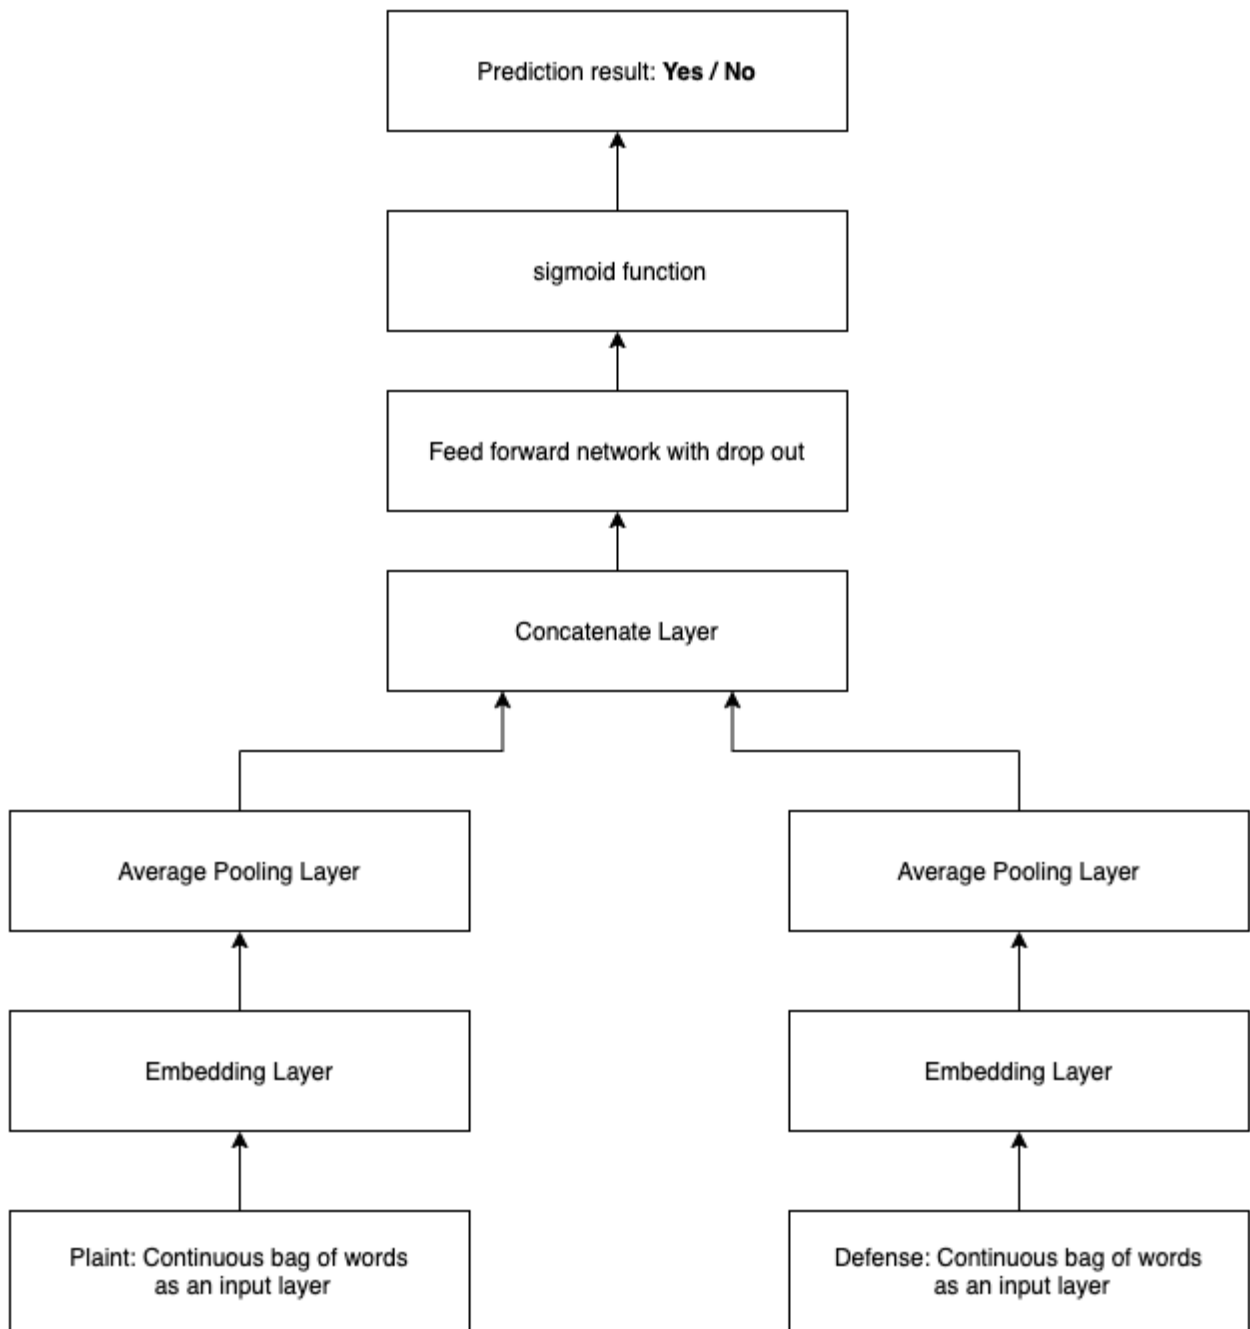 Prediction result: Yes / No
sigmoid function
Feed forward network with drop out
Concatenate Layer
Average Pooling Layer
Average Pooling Layer
Embedding Layer
Embedding Layer
Plaint: Continuous bag of words
as an input layer
Defense: Continuous bag of words
as an input layer